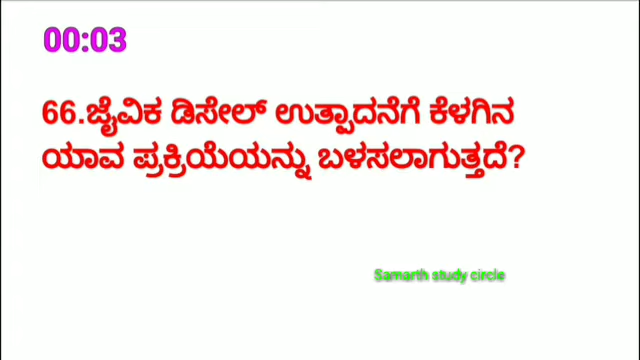 00:03
66.ಜೈವಿಕ ಡಿಸೇಲ್ ಉತ್ಪಾದನೆಗೆ ಕೆಳಗಿನ
ಯಾವ ಪ್ರಕ್ರಿಯೆಯನ್ನು ಬಳಸಲಾಗುತ್ತದೆ?
Samarth study circle